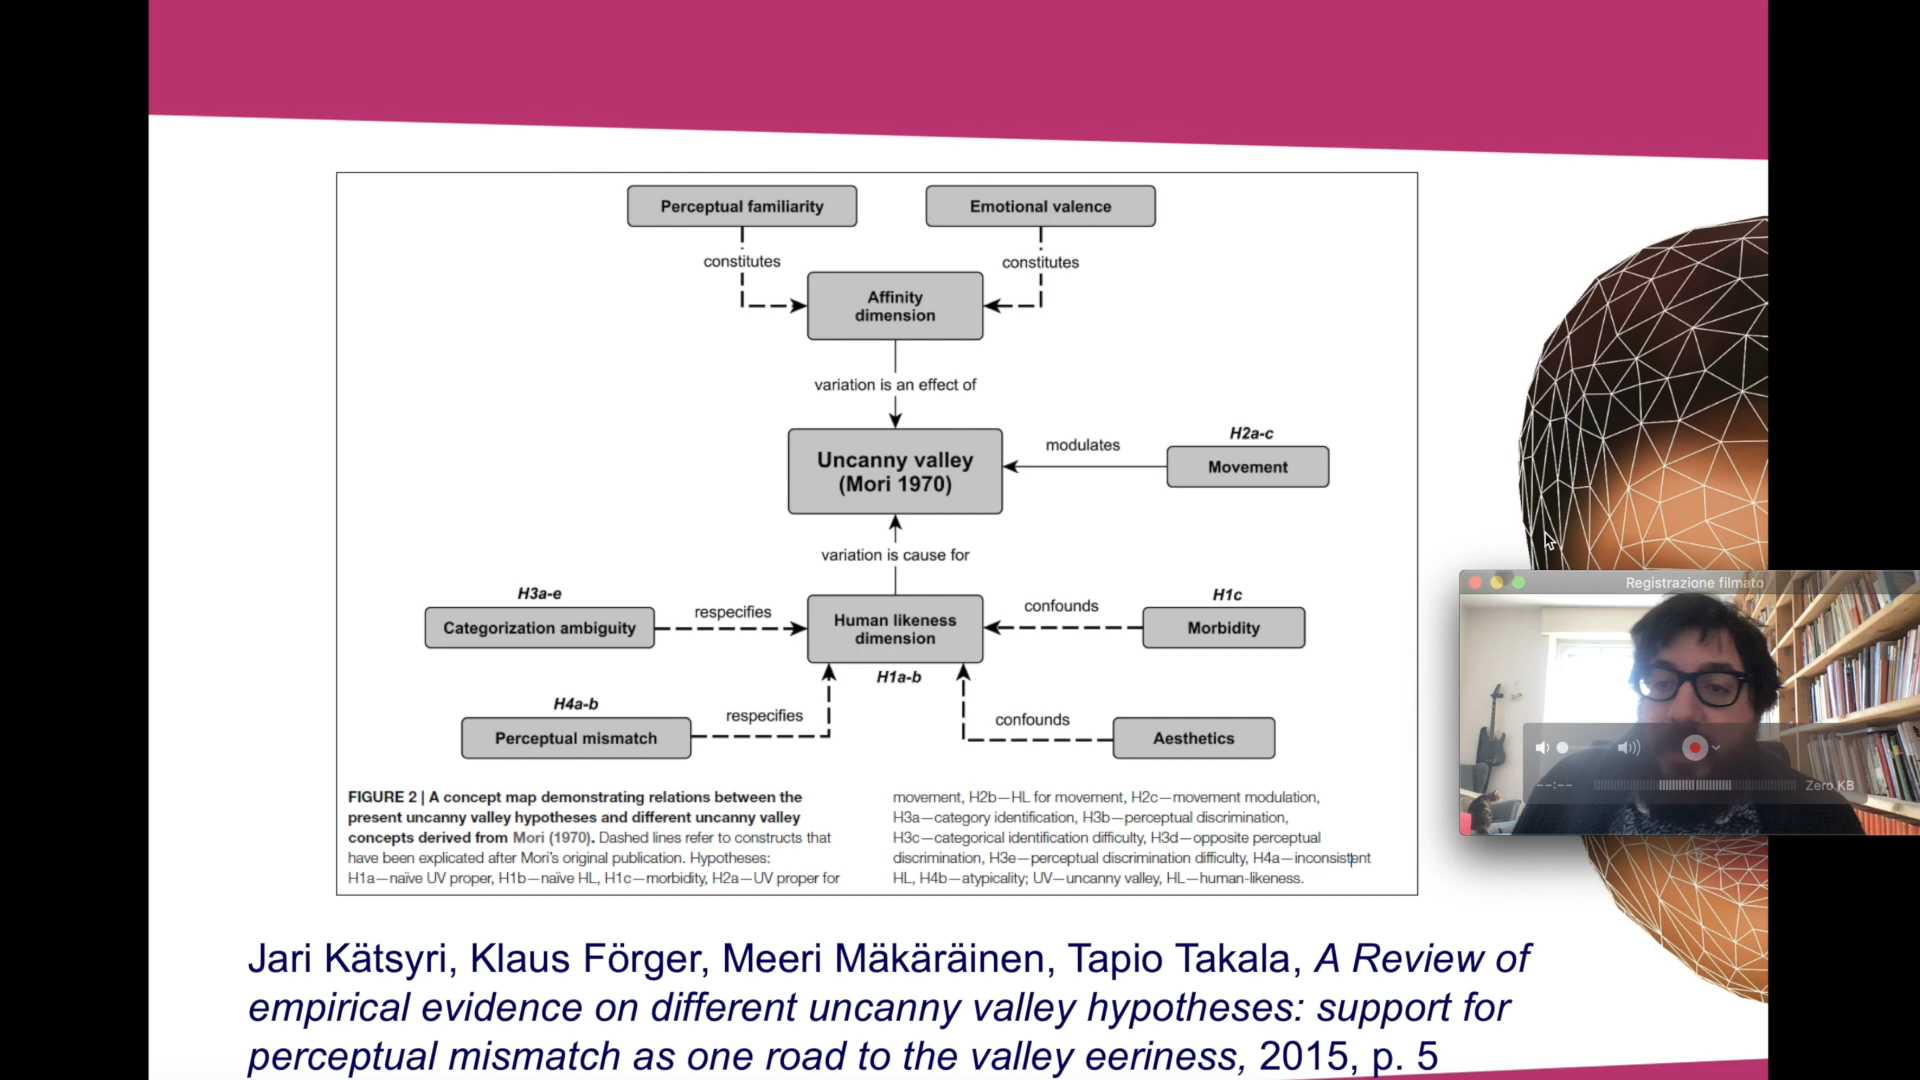 Perceptual familiarity
Emotional valence
constitutes
constitutes
Affinity
dimension
variation is an effect of
Uncanny valley
(Mori 1970)
modulates
H2a-c
Movement
variation is cause for
H3a-e
Categorization ambiguity
respecifies
Human likeness
dimension
H1a-b
confounds
H1c
Morbidity
H4a-b
Perceptual mismatch
respecifies
confounds
Aesthetics
FIGURE 2 | A concept map demonstrating relations between the
present uncanny valley hypotheses and different uncanny valley
concepts derived from Mori (1970). Dashed lines refer to constructs that
have been explicated after Mori's original publication. Hypotheses:
H1a—naïve UV proper, H1b—naïve HL, H1c—morbidity, H2a—UV proper for
movement, H2b—HL for movement, H2c—movement modulation,
H3a—category identification, H3b—perceptual discrimination,
H3c—categorical identification difficulty, H3d—opposite perceptual
discrimination, H3e—perceptual discrimination difficulty, H4a—inconsistent
HL, H4b—atypicality; UV—uncanny valley, HL—human-likeness.
Registrazione filmato
--:--
Zero KB
Jari Kätsyri, Klaus Förger, Meeri Mäkäräinen, Tapio Takala, A Review of
empirical evidence on different uncanny valley hypotheses: support for
perceptual mismatch as one road to the valley eeriness, 2015, p. 5